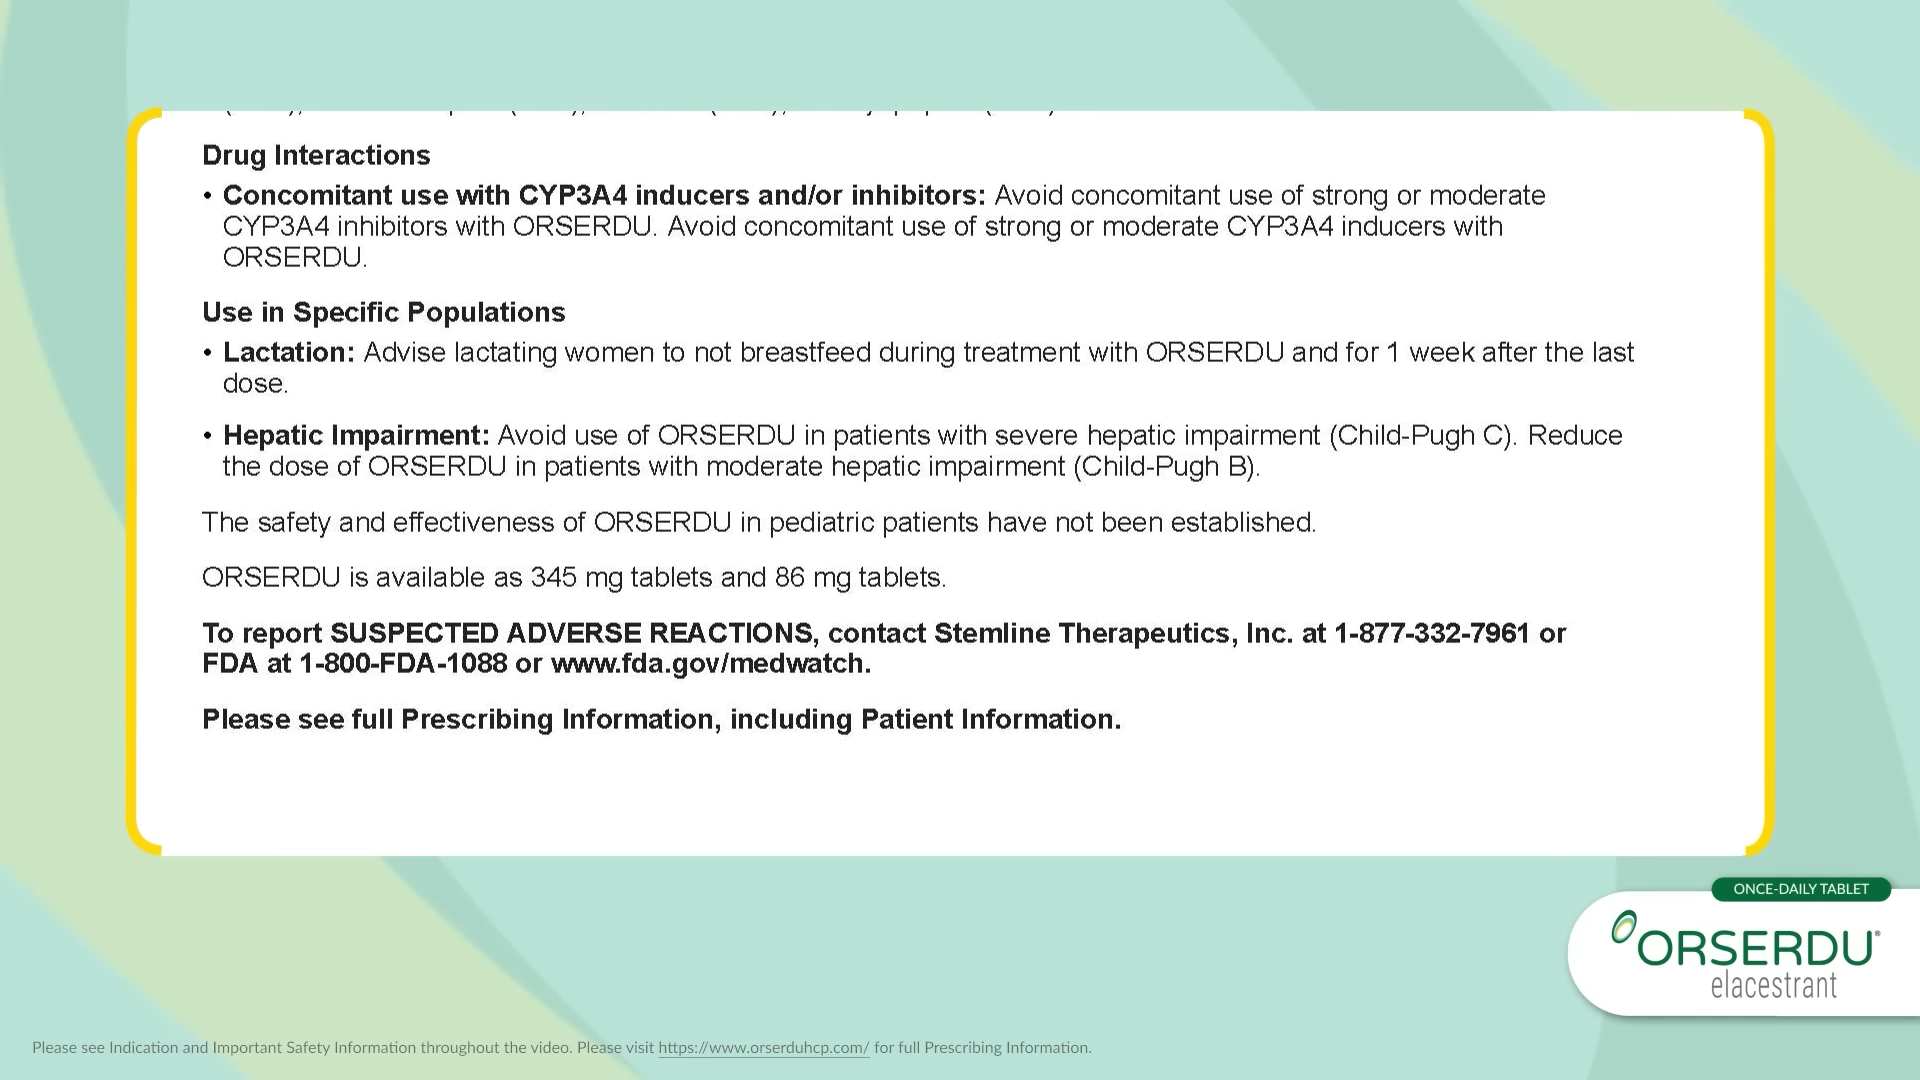 Drug Interactions
• Concomitant use with CYP3A4 inducers and/or inhibitors: Avoid concomitant use of strong or moderate
CYP3A4 inhibitors with ORSERDU. Avoid concomitant use of strong or moderate CYP3A4 inducers with
ORSERDU.
Use in Specific Populations
• Lactation: Advise lactating women to not breastfeed during treatment with ORSERDU and for 1 week after the last
dose.
• Hepatic Impairment: Avoid use of ORSERDU in patients with severe hepatic impairment (Child-Pugh C). Reduce
the dose of ORSERDU in patients with moderate hepatic impairment (Child-Pugh B).
The safety and effectiveness of ORSERDU in pediatric patients have not been established.
ORSERDU is available as 345 mg tablets and 86 mg tablets.
To report SUSPECTED ADVERSE REACTIONS, contact Stemline Therapeutics, Inc. at 1-877-332-7961 or
FDA at 1-800-FDA-1088 or www.fda.gov/medwatch.
Please see full Prescribing Information, including Patient Information.
ONCE-DAILY TABLET
ORSERDU®
elacestrant
Please see Indication and Important Safety Information throughout the video. Please visit https://www.orserduhcp.com/ for full Prescribing Information.